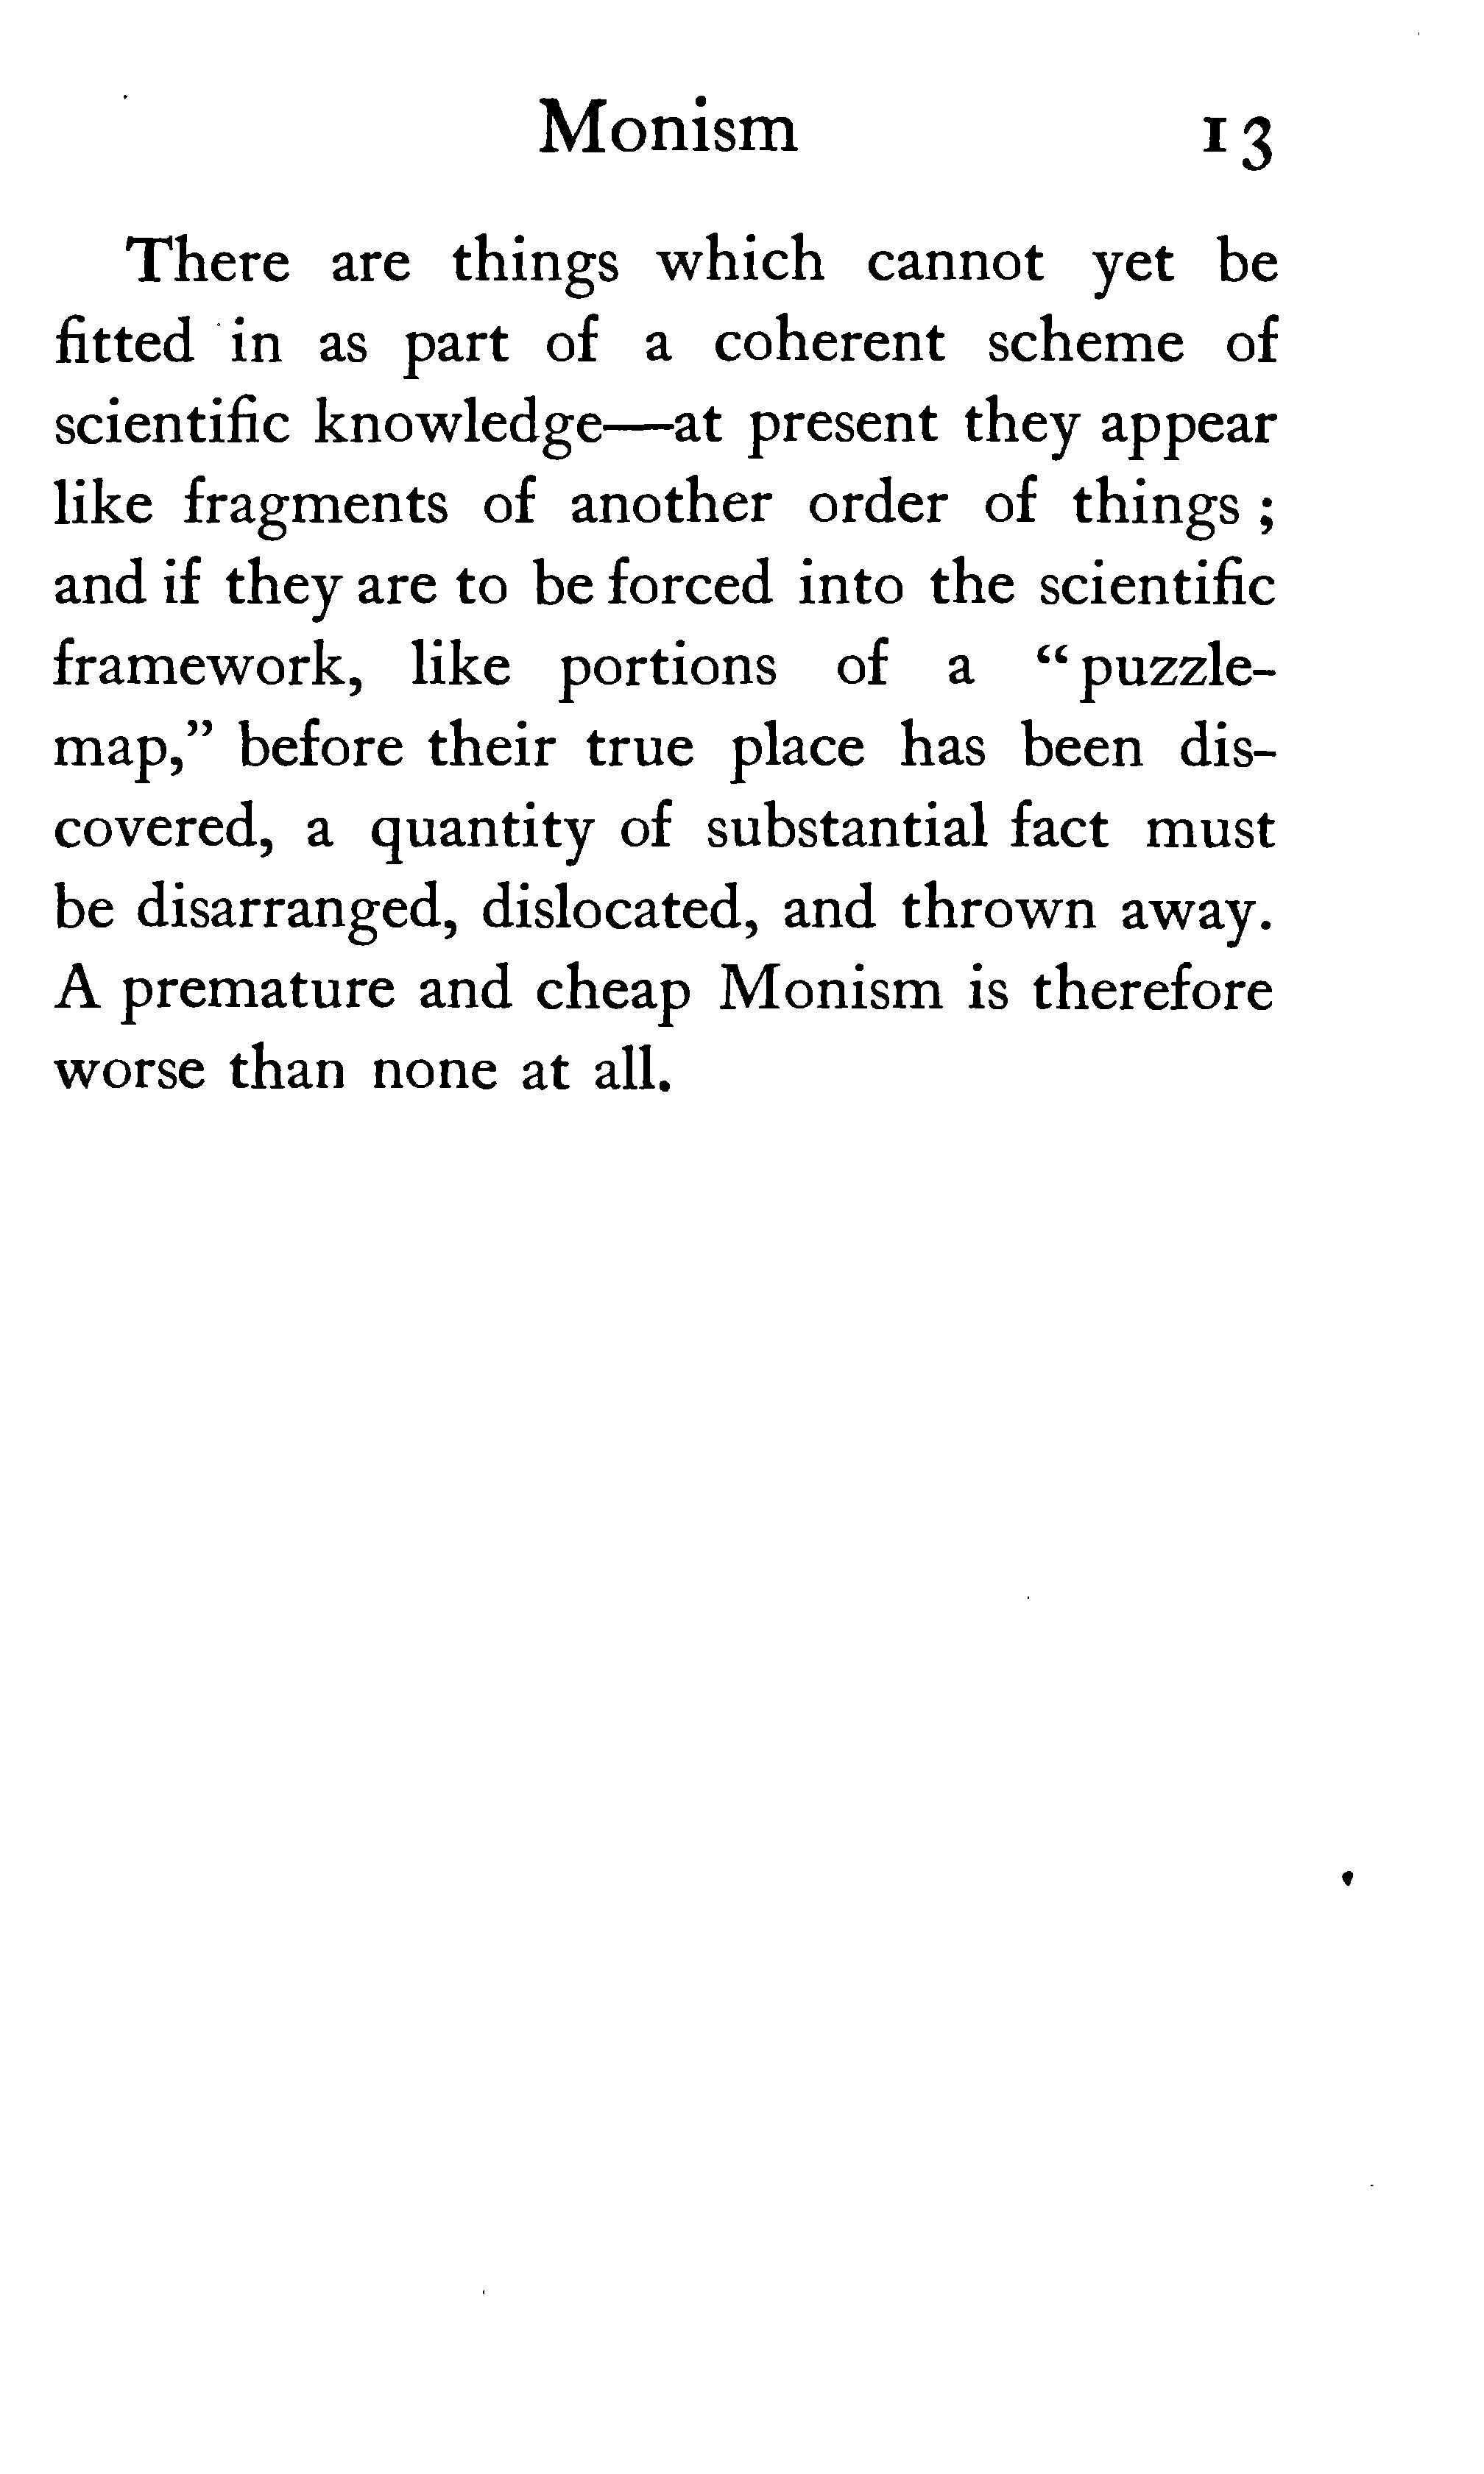 Monism 13
There are things which cannot yet be
fitted in as part of a coherent scheme of
scientific knowledge—at present they appear
like fragments of another order of things ;
and if they are to be forced into the scientific
framework, like portions of a “puzzle-
map,” before their true place has been dis-
covered, a quantity of substantial fact must
be disarranged, dislocated, and thrown away.
A premature and cheap Monism is therefore
worse than none at all.